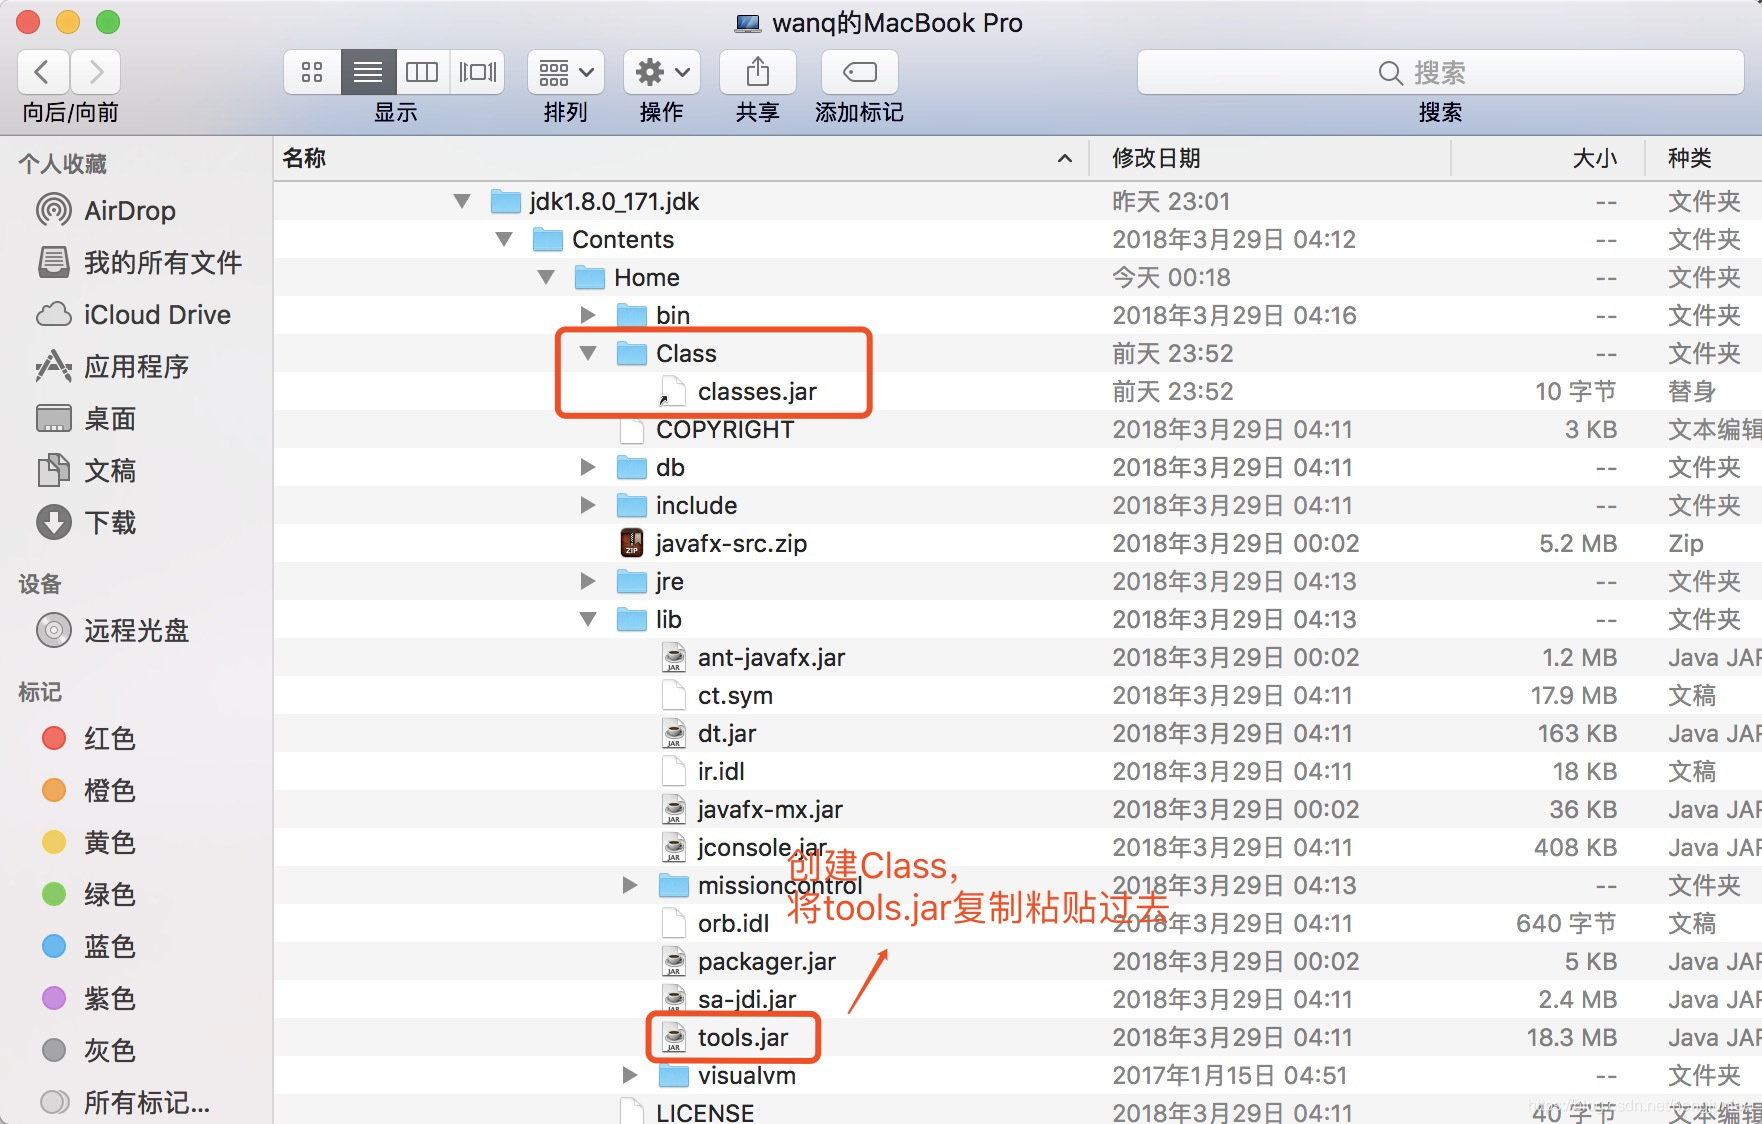 wanq的MacBook Pro
向后/向前
显示
排列
操作
共享
添加标记
搜索
搜索
个人收藏
AirDrop
我的所有文件
iCloud Drive
应用程序
桌面
文稿
下载
设备
远程光盘
标记
红色
橙色
黄色
绿色
蓝色
紫色
灰色
所有标记...
名称 修改日期 大小 种类
jdk1.8.0_171.jdk 昨天 23:01 -- 文件夹
Contents 2018年3月29日 04:12 -- 文件夹
Home 今天 00:18 -- 文件夹
bin 2018年3月29日 04:16 -- 文件夹
Class 前天 23:52 -- 文件夹
classes.jar 前天 23:52 10 字节 替身
COPYRIGHT 2018年3月29日 04:11 3 KB 文本编辑
db 2018年3月29日 04:11 -- 文件夹
include 2018年3月29日 04:11 -- 文件夹
javafx-src.zip 2018年3月29日 00:02 5.2 MB Zip
jre 2018年3月29日 04:13 -- 文件夹
lib 2018年3月29日 04:13 -- 文件夹
ant-javafx.jar 2018年3月29日 00:02 1.2 MB Java JAR
ct.sym 2018年3月29日 04:11 17.9 MB 文稿
dt.jar 2018年3月29日 04:11 163 KB Java JAR
ir.idl 2018年3月29日 04:11 18 KB 文稿
javafx-mx.jar 2018年3月29日 00:02 36 KB Java JAR
jconsole.jar 2018年3月29日 04:11 408 KB Java JAR
missioncontrol 2018年3月29日 04:13 -- 文件夹
orb.idl 2018年3月29日 04:11 640 字节 文稿
packager.jar 2018年3月29日 00:02 5 KB Java JAR
sa-jdi.jar 2018年3月29日 04:11 2.4 MB Java JAR
tools.jar 2018年3月29日 04:11 18.3 MB Java JAR
visualvm 2017年1月15日 04:51 -- 文件夹
LICENSE 2018年3月29日 04:11 40 字节 文本编辑
创建Class,
将tools.jar复制粘贴过去